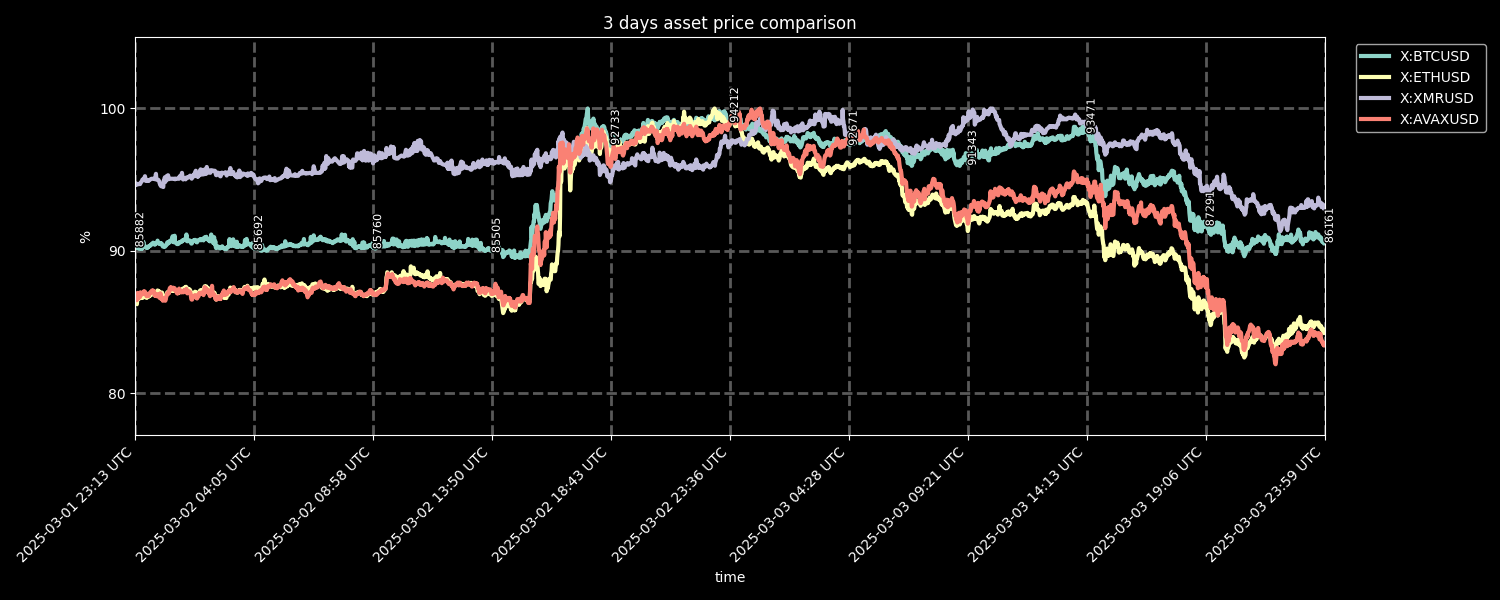 3 days asset price comparison
X:BTCUSD
X:ETHUSD
X:XMRUSD
X:AVAXUSD
%
100
90
80
85882
85692
85760
85505
92733
94212
92671
91343
93471
87291
86161
2025-03-01 23:13 UTC
2025-03-02 04:05 UTC
2025-03-02 08:58 UTC
2025-03-02 13:50 UTC
2025-03-02 18:43 UTC
2025-03-02 23:36 UTC
2025-03-03 04:28 UTC
2025-03-03 09:21 UTC
2025-03-03 14:13 UTC
2025-03-03 19:06 UTC
2025-03-03 23:59 UTC
time